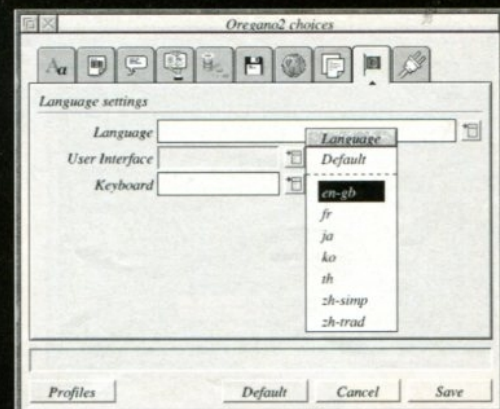 Oregano2 choices
Aa
Language settings
Language
User Interface
Keyboard
Language
Default
en-gb
fr
ja
ko
th
zh-simp
zh-trad
Profiles
Default
Cancel
Save